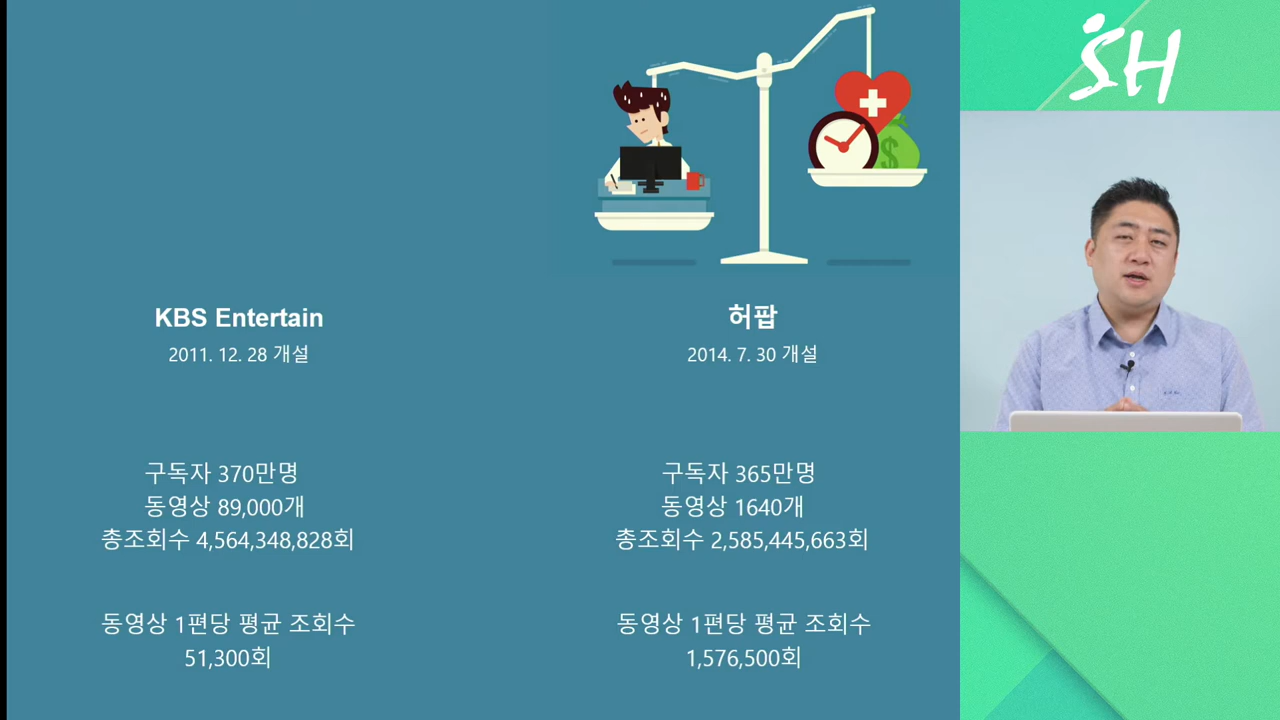 SH
KBS Entertain
2011. 12. 28 개설
구독자 370만명
동영상 89,000개
총조회수 4,564,348,828회
동영상 1편당 평균 조회수
51,300회
$
허팝
2014. 7. 30 개설
구독자 365만명
동영상 1640개
총조회수 2,585,445,663회
동영상 1편당 평균 조회수
1,576,500회